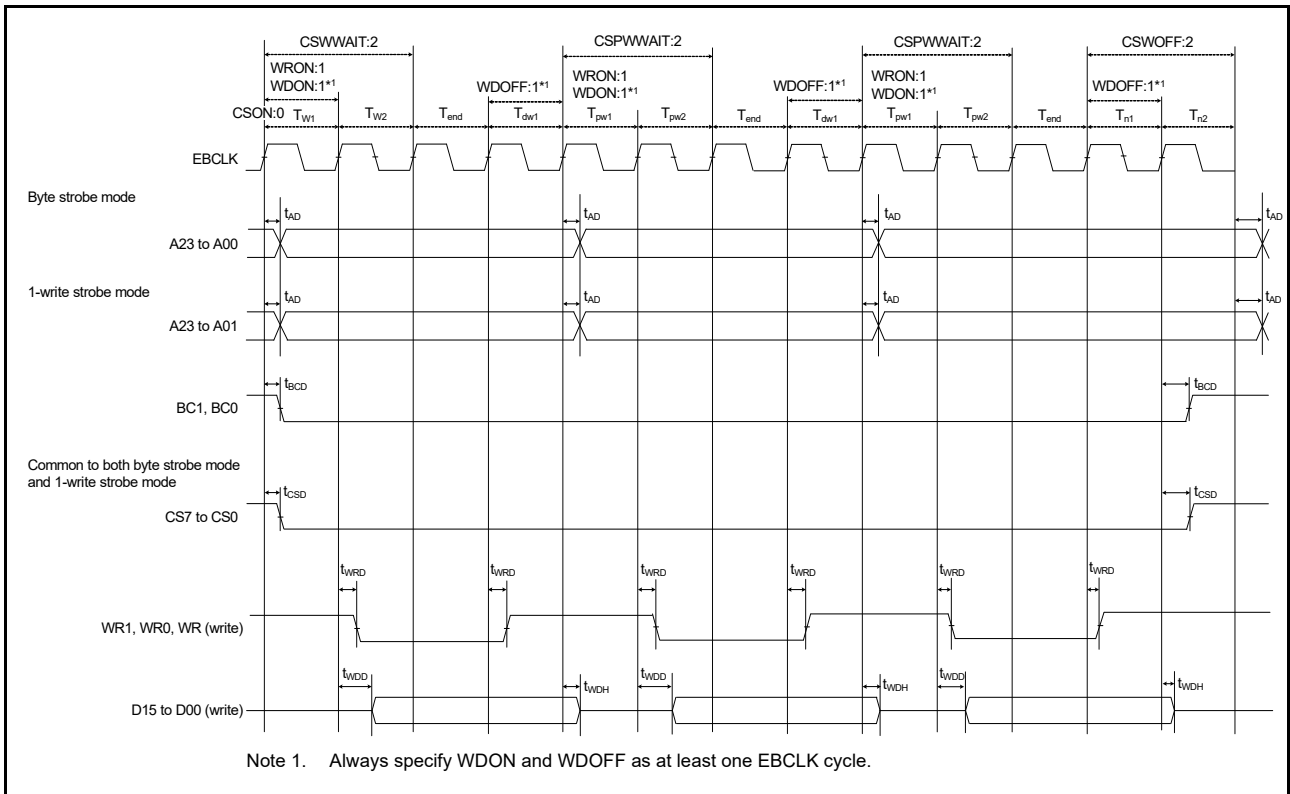 CSWWAIT:2 CSPWWAIT:2 CSPWWAIT:2 CSWOFF:2
WRON:1 WRON:1 WRON:1
WDON:1*1 WDOFF:1*1 WDON:1*1 WDOFF:1*1 WDON:1*1 WDOFF:1*1
CSON:0 TW1 TW2 Tend Tdw1 Tpw1 Tpw2 Tend Tdw1 Tpw1 Tpw2 Tend Tn1 Tn2
EBCLK
Byte strobe mode
tAD tAD tAD tAD
A23 to A00
1-write strobe mode
tAD tAD tAD tAD
A23 to A01
tBCD tBCD
BC1, BC0
Common to both byte strobe mode
and 1-write strobe mode
tCSD tCSD
CS7 to CS0
tWRD tWRD tWRD tWRD tWRD tWRD
WR1, WR0, WR (write)
tWDD tWDH tWDD tWDH tWDD tWDH
D15 to D00 (write)
Note 1. Always specify WDON and WDOFF as at least one EBCLK cycle.